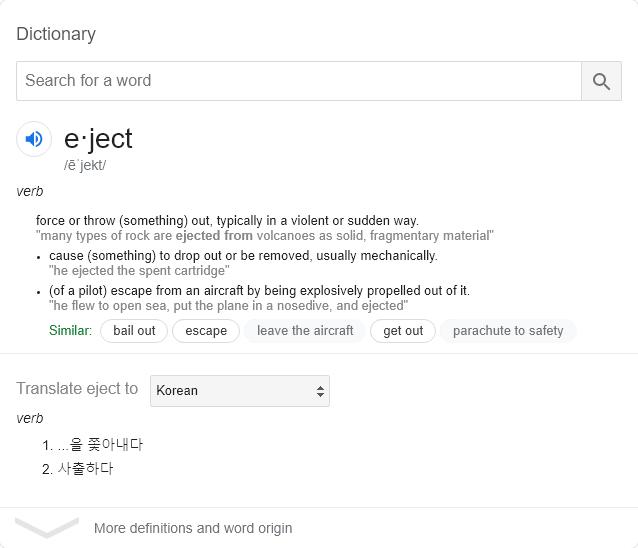 Dictionary
Search for a word
e·ject
/ēˈjekt/
verb
force or throw (something) out, typically in a violent or sudden way.
"many types of rock are ejected from volcanoes as solid, fragmentary material"
• cause (something) to drop out or be removed, usually mechanically.
"he ejected the spent cartridge"
• (of a pilot) escape from an aircraft by being explosively propelled out of it.
"he flew to open sea, put the plane in a nosedive, and ejected"
Similar: bail out escape leave the aircraft get out parachute to safety
Translate eject to Korean
verb
1. ...을 쫓아내다
2. 사출하다
More definitions and word origin